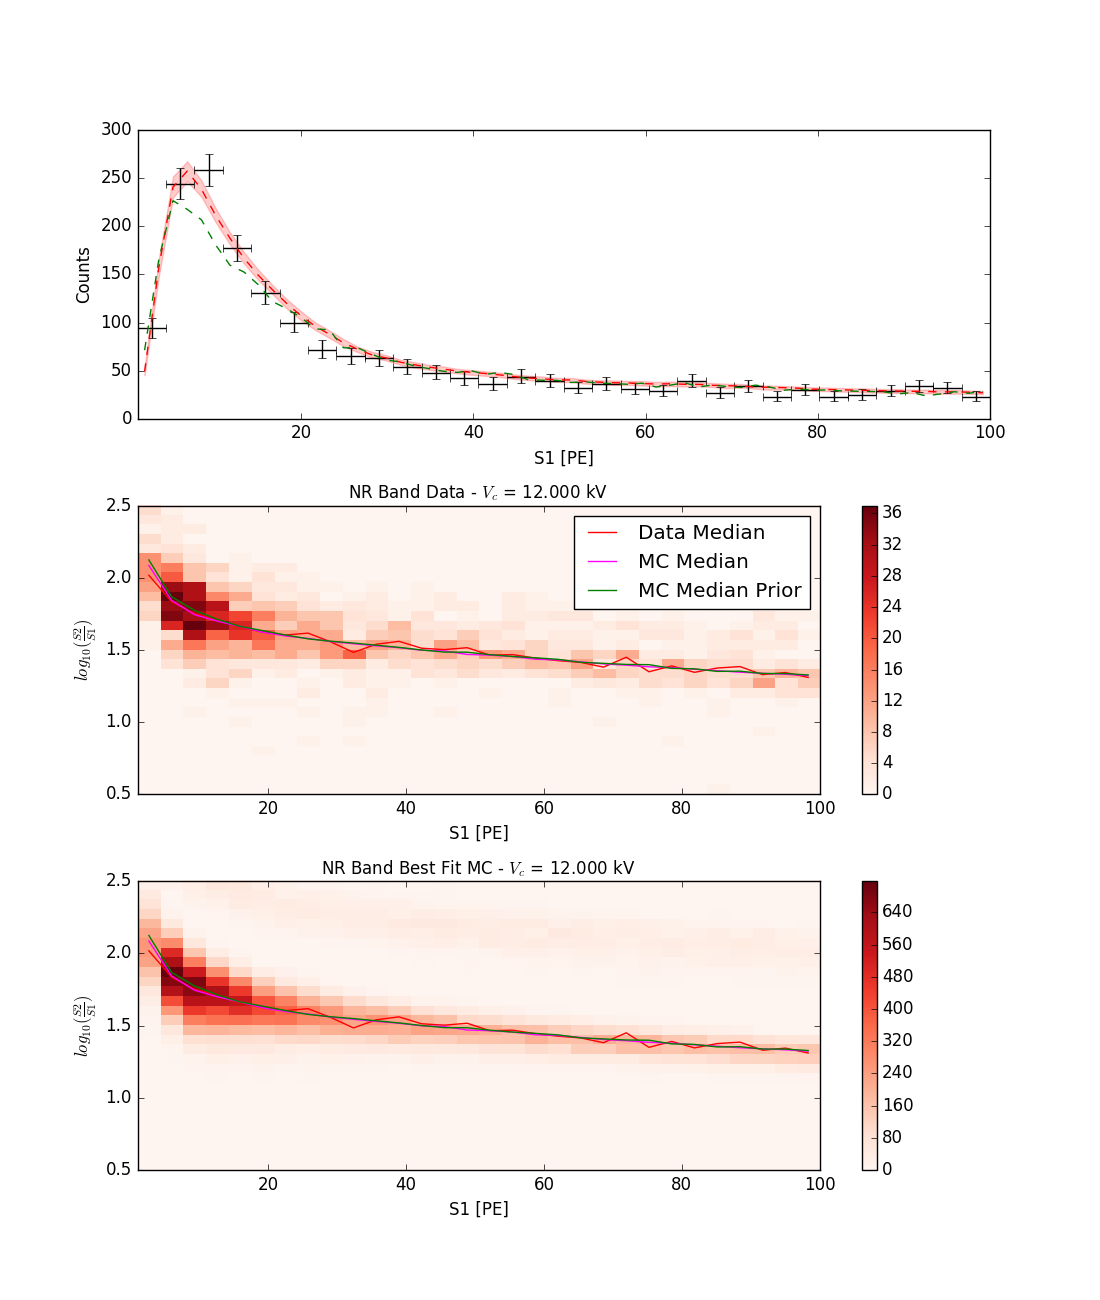 300
250
200
150
100
50
0
Counts
20 40 60 80 100
S1 [PE]
NR Band Data - V_c = 12.000 kV
2.5
2.0
1.5
1.0
0.5
log_10(S2/S1)
Data Median
MC Median
MC Median Prior
36
32
28
24
20
16
12
8
4
0
20 40 60 80 100
S1 [PE]
NR Band Best Fit MC - V_c = 12.000 kV
2.5
2.0
1.5
1.0
0.5
log_10(S2/S1)
640
560
480
400
320
240
160
80
0
20 40 60 80 100
S1 [PE]